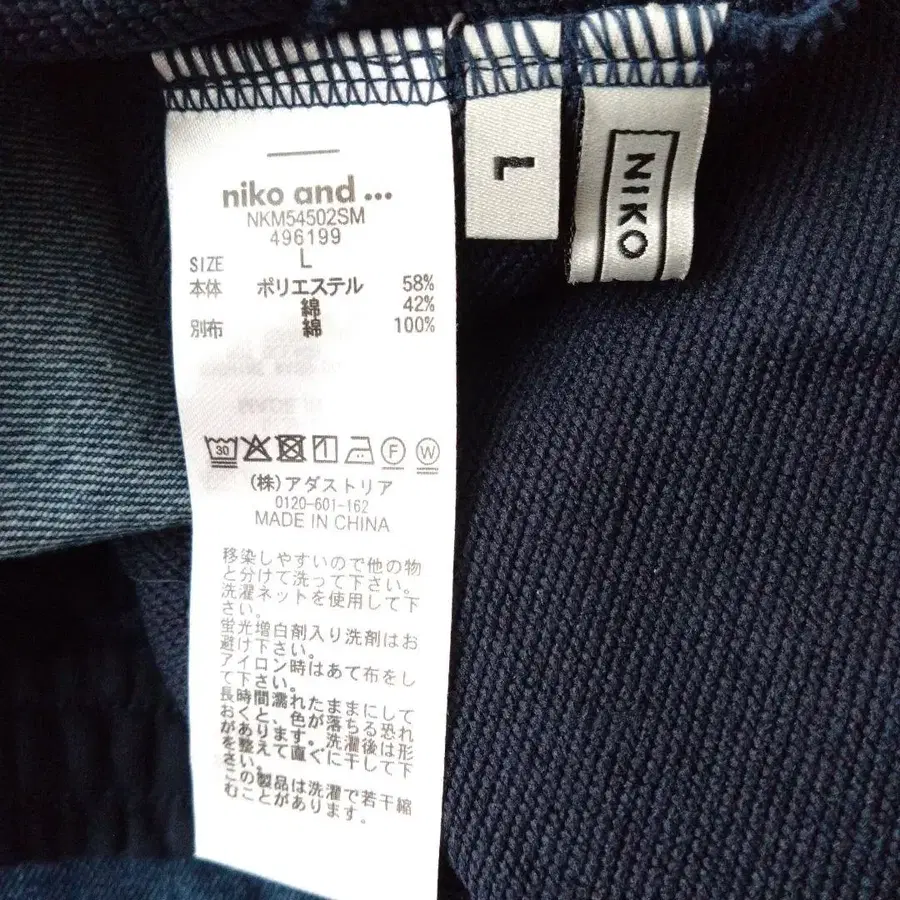 niko and ...
NKM54502SM
496199
SIZE L
本体 ポリエステル 58%
綿 42%
別布 綿 100%
30
F W
(株)アダストリア
0120-601-162
MADE IN CHINA
移染しやすいので他の物
と分けて洗って下さい。
洗濯ネットを使用して下
さい。
蛍光増白剤入り洗剤はお
避け下さい。
アイロン時はあて布をし
て下さい。
長時間濡れたままにして
おくと、色が落ちる恐れ
があります。洗濯後は形
を整えて直ぐに干して下
さい。
この製品は洗濯で若干縮
むことがあります。
L
NIKO